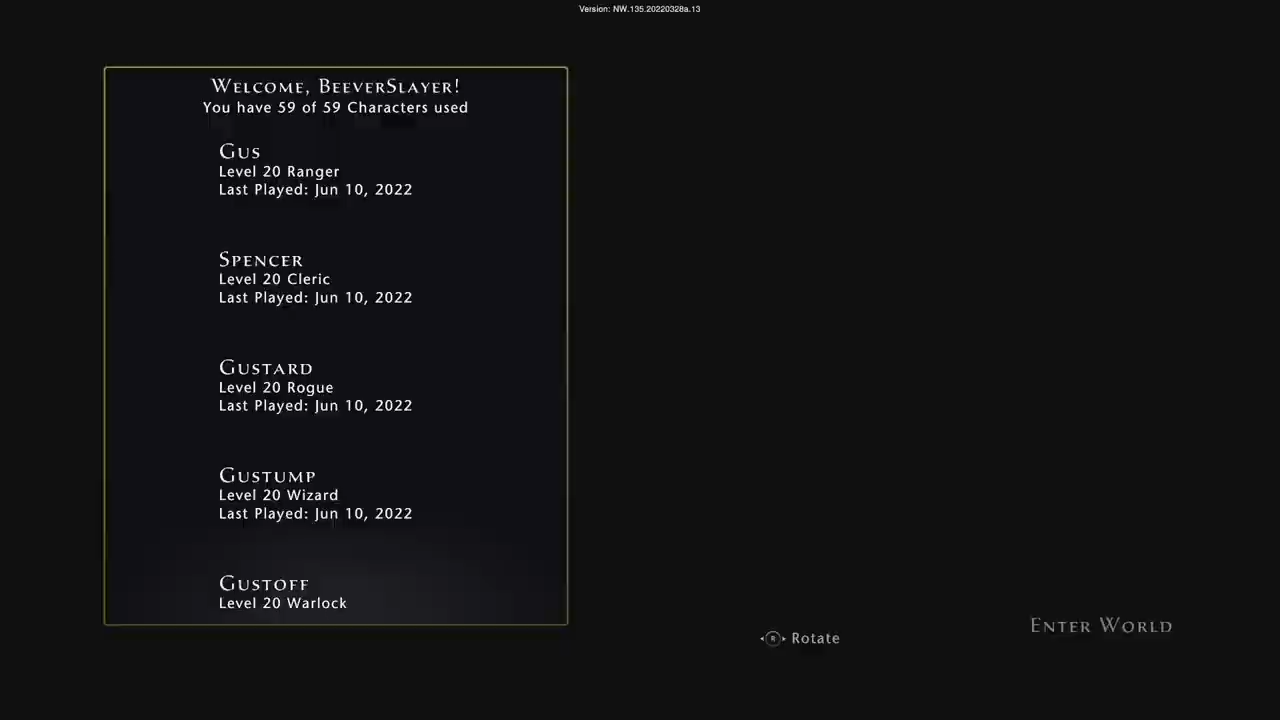 Version: NW.135.20220328a.13
Welcome, BeeverSlayer!
You have 59 of 59 Characters used
Gus
Level 20 Ranger
Last Played: Jun 10, 2022
Spencer
Level 20 Cleric
Last Played: Jun 10, 2022
Gustard
Level 20 Rogue
Last Played: Jun 10, 2022
Gustump
Level 20 Wizard
Last Played: Jun 10, 2022
Gustoff
Level 20 Warlock
Enter World
R Rotate